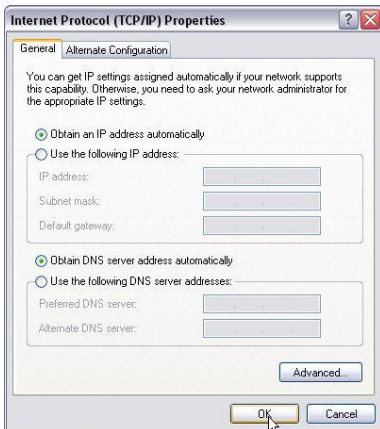 Internet Protocol (TCP/IP) Properties
General Alternate Configuration
You can get IP settings assigned automatically if your network supports
this capability. Otherwise, you need to ask your network administrator for
the appropriate IP settings.
Obtain an IP address automatically
Use the following IP address:
IP address:
Subnet mask:
Default gateway:
Obtain DNS server address automatically
Use the following DNS server addresses:
Preferred DNS server:
Alternate DNS server:
Advanced...
OK Cancel